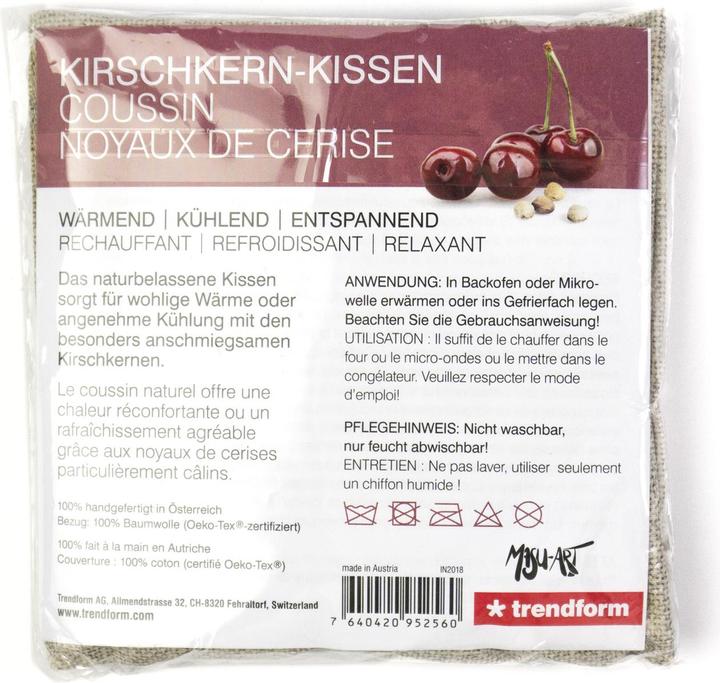 KIRSCHKERN-KISSEN
COUSSIN
NOYAUX DE CERISE
WÄRMEND | KÜHLEND | ENTSPANNEND
RECHAUFFANT | REFROIDISSANT | RELAXANT
Das naturbelassene Kissen
sorgt für wohlige Wärme oder
angenehme Kühlung mit den
besonders anschmiegsamen
Kirschkernen.
Le coussin naturel offre une
chaleur réconfortante ou un
rafraîchissement agréable
grâce aux noyaux de cerises
particulièrement câlins.
100% handgefertigt in Österreich
Bezug: 100% Baumwolle (Oeko-Tex®-zertifiziert)
100% fait à la main en Autriche
Couverture : 100% coton (certifié Oeko-Tex®)
Trendform AG, Allmendstrasse 32, CH-8320 Fehraltorf, Switzerland
www.trendform.com
ANWENDUNG: In Backofen oder Mikro-
welle erwärmen oder ins Gefrierfach legen.
Beachten Sie die Gebrauchsanweisung!
UTILISATION : Il suffit de le chauffer dans le
four ou le micro-ondes ou le mettre dans le
congélateur. Veuillez respecter le mode
d'emploi!
PFLEGEHINWEIS: Nicht waschbar,
nur feucht abwischbar!
ENTRETIEN : Ne pas laver, utiliser seulement
un chiffon humide !
made in Austria IN2018
7 640420 952560
MOSU-ART
* trendform